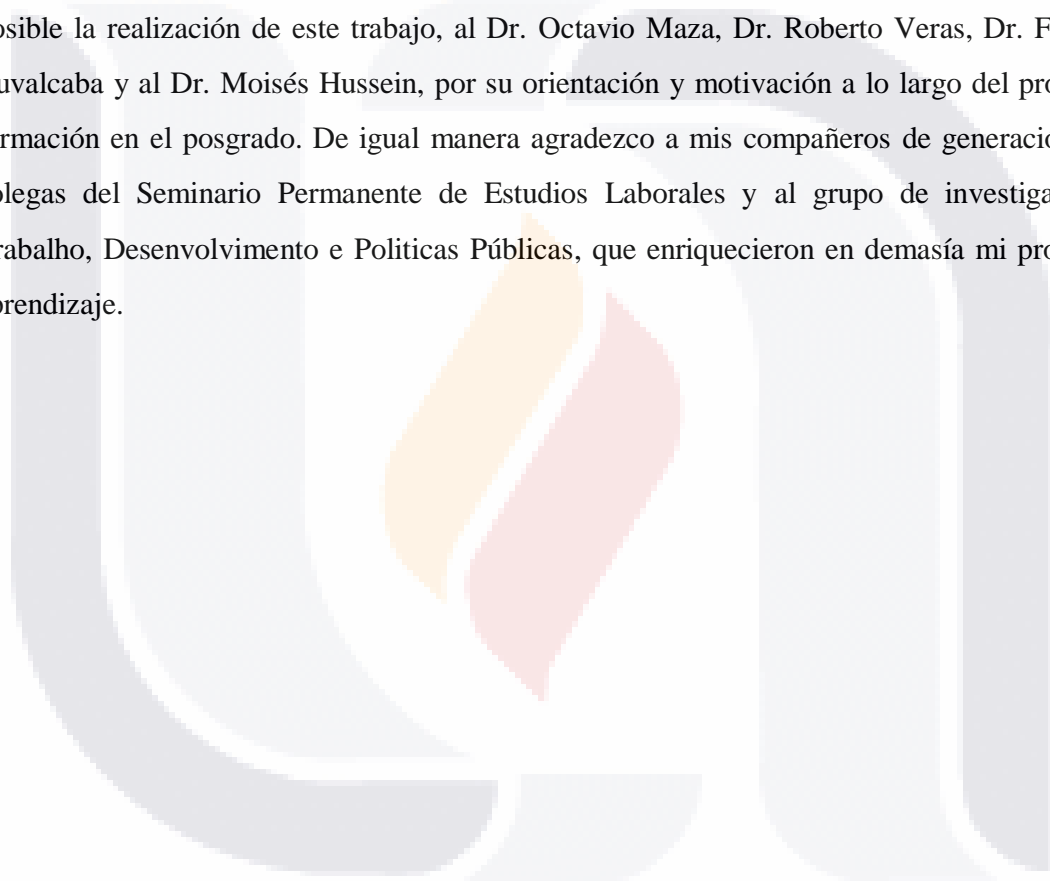 osible la realización de este trabajo, al Dr. Octavio Maza, Dr. Roberto Veras, Dr. F
uvalcaba y al Dr. Moisés Hussein, por su orientación y motivación a lo largo del pro
rmación en el posgrado. De igual manera agradezco a mis compañeros de generacio
olegas del Seminario Permanente de Estudios Laborales y al grupo de investiga
rabalho, Desenvolvimento e Politicas Públicas, que enriquecieron en demasía mi pro
prendizaje.